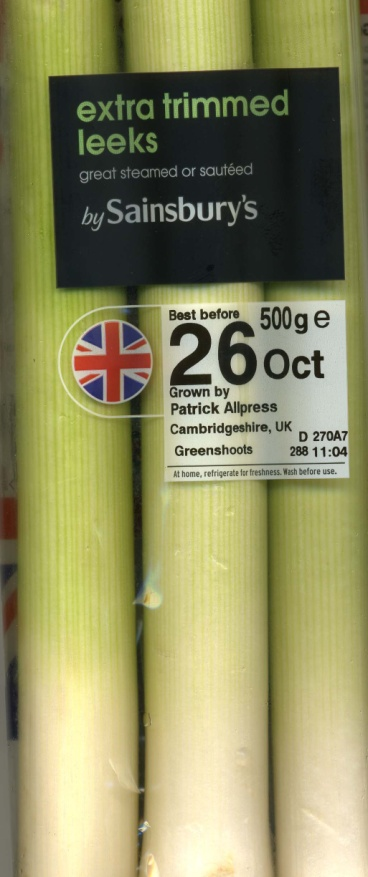 extra trimmed
leeks
great steamed or sautéed
by Sainsbury's
Best before 500g e
26 Oct
Grown by
Patrick Allpress
Cambridgeshire, UK
D 270A7
Greenshoots 288 11:04
At home, refrigerate for freshness. Wash before use.